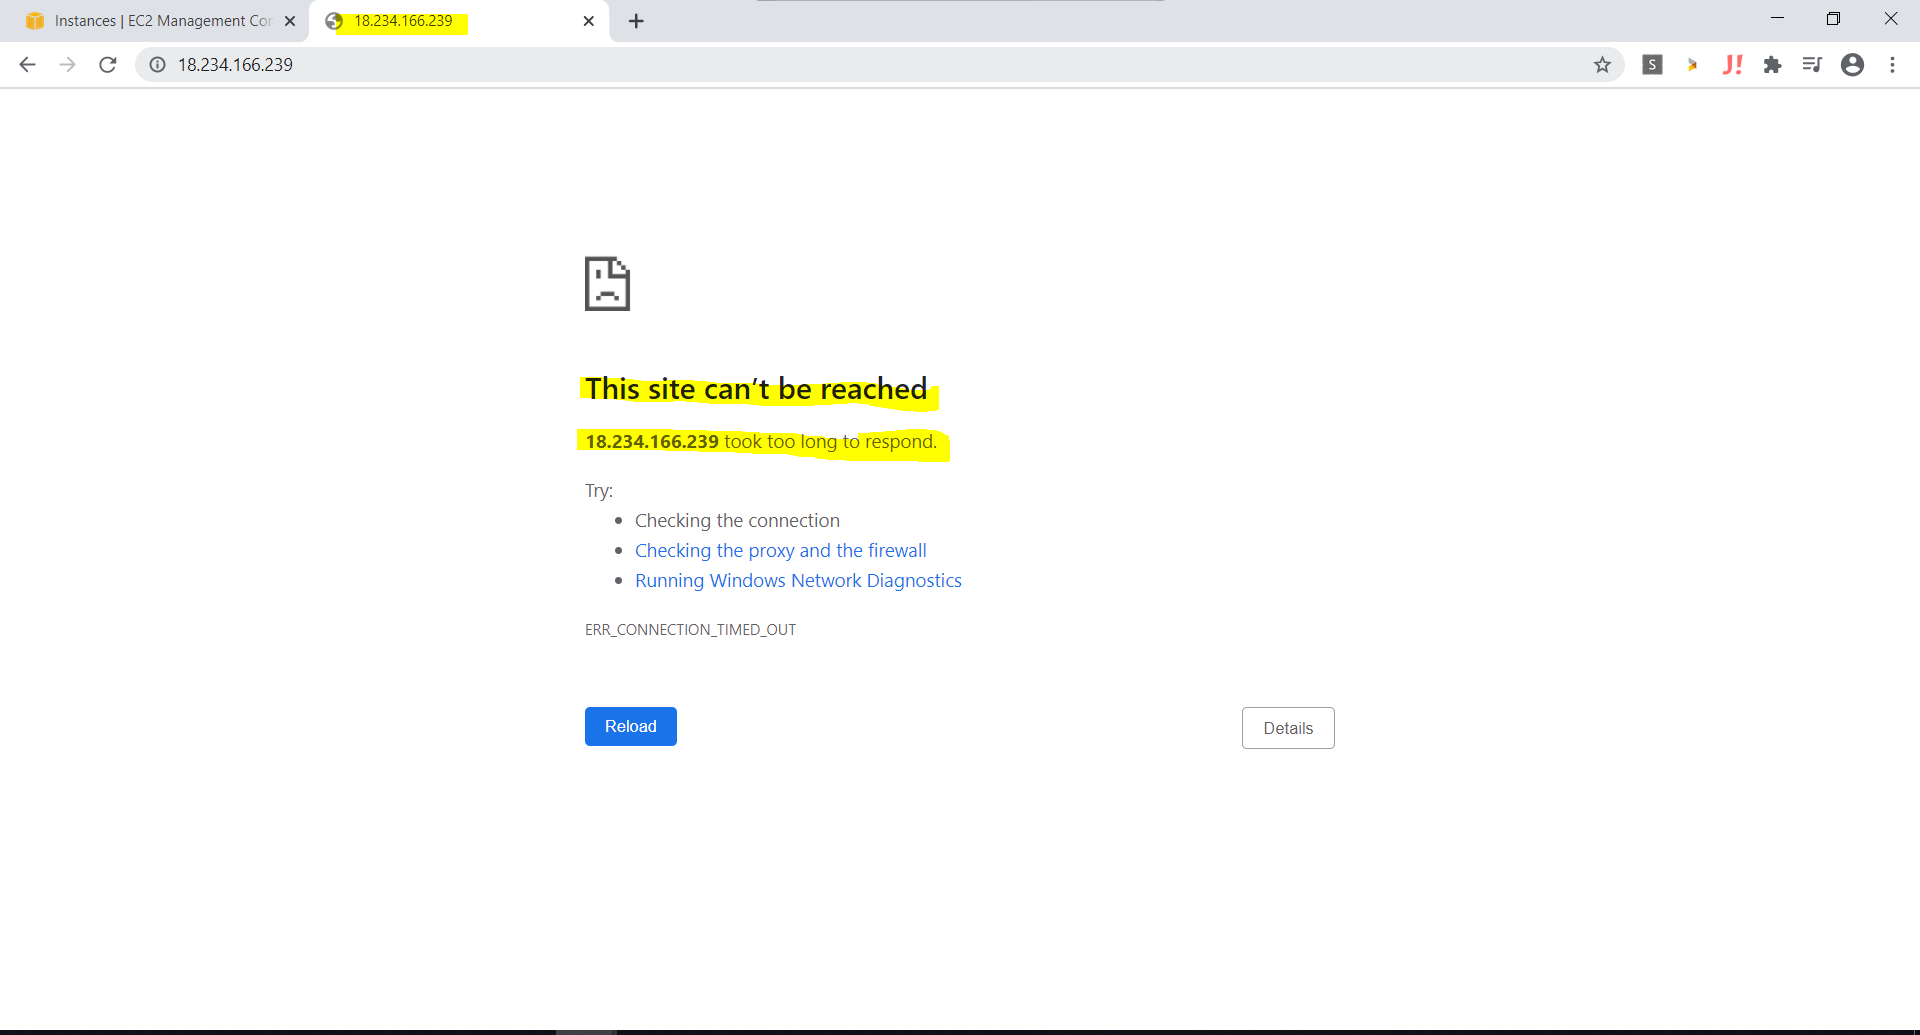 Instances | EC2 Management Con
18.234.166.239
18.234.166.239
S
J!
This site can't be reached
18.234.166.239 took too long to respond.
Try:
Checking the connection
Checking the proxy and the firewall
Running Windows Network Diagnostics
ERR_CONNECTION_TIMED_OUT
Reload
Details